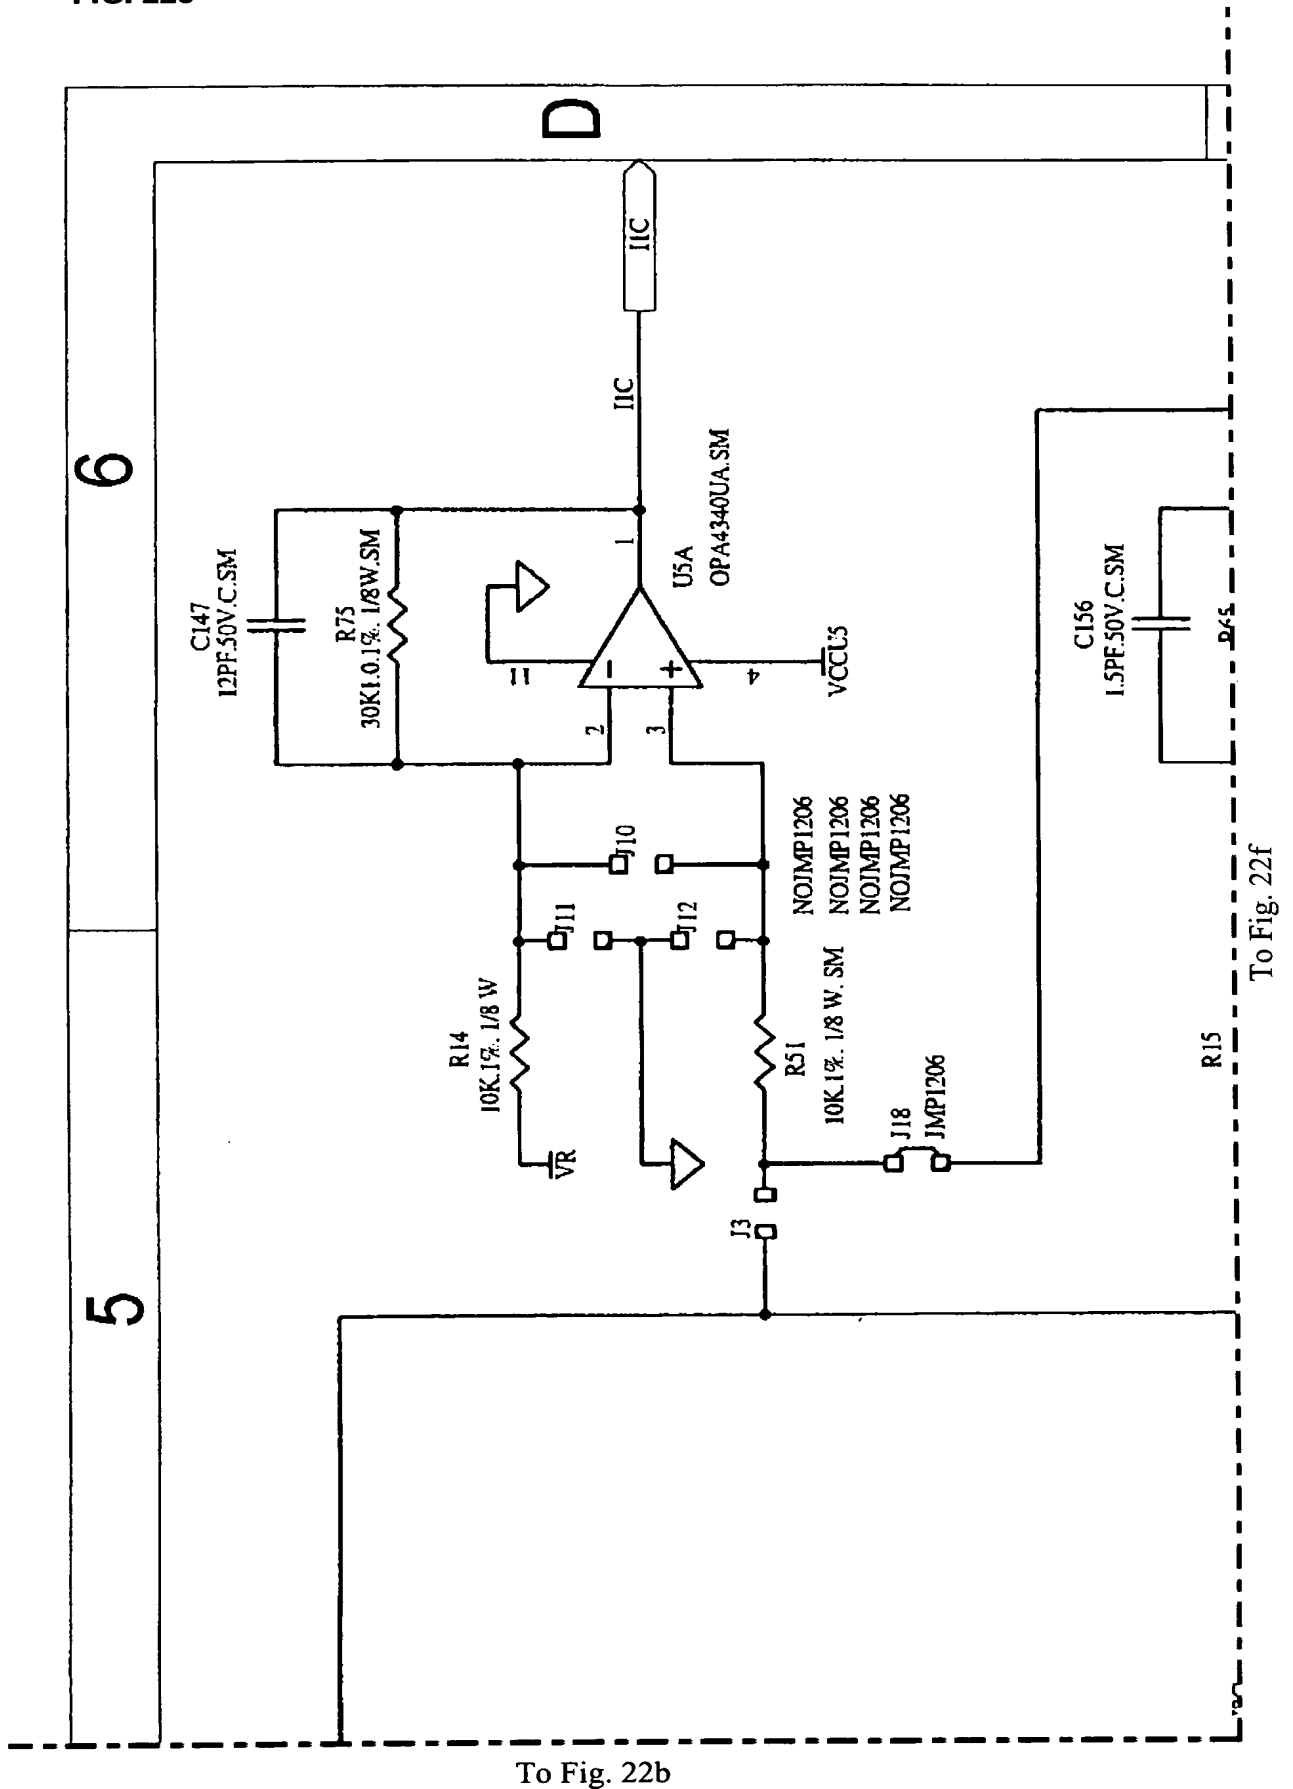 D
6
5
I1C
I1C
C147
12PF.50V.C.SM
R75
30K1.0.1%. 1/8W.SM
1
11
U5A
OPA4340UA.SM
2
3
4
VCCU5
C156
1.5PF.50V.C.SM
J10
J11
J12
NOJMP1206
NOJMP1206
NOJMP1206
NOJMP1206
R14
10K.1%. 1/8 W
R51
10K.1%. 1/8 W. SM
VR
J18
JMP1206
J3
R15
To Fig. 22f
To Fig. 22b